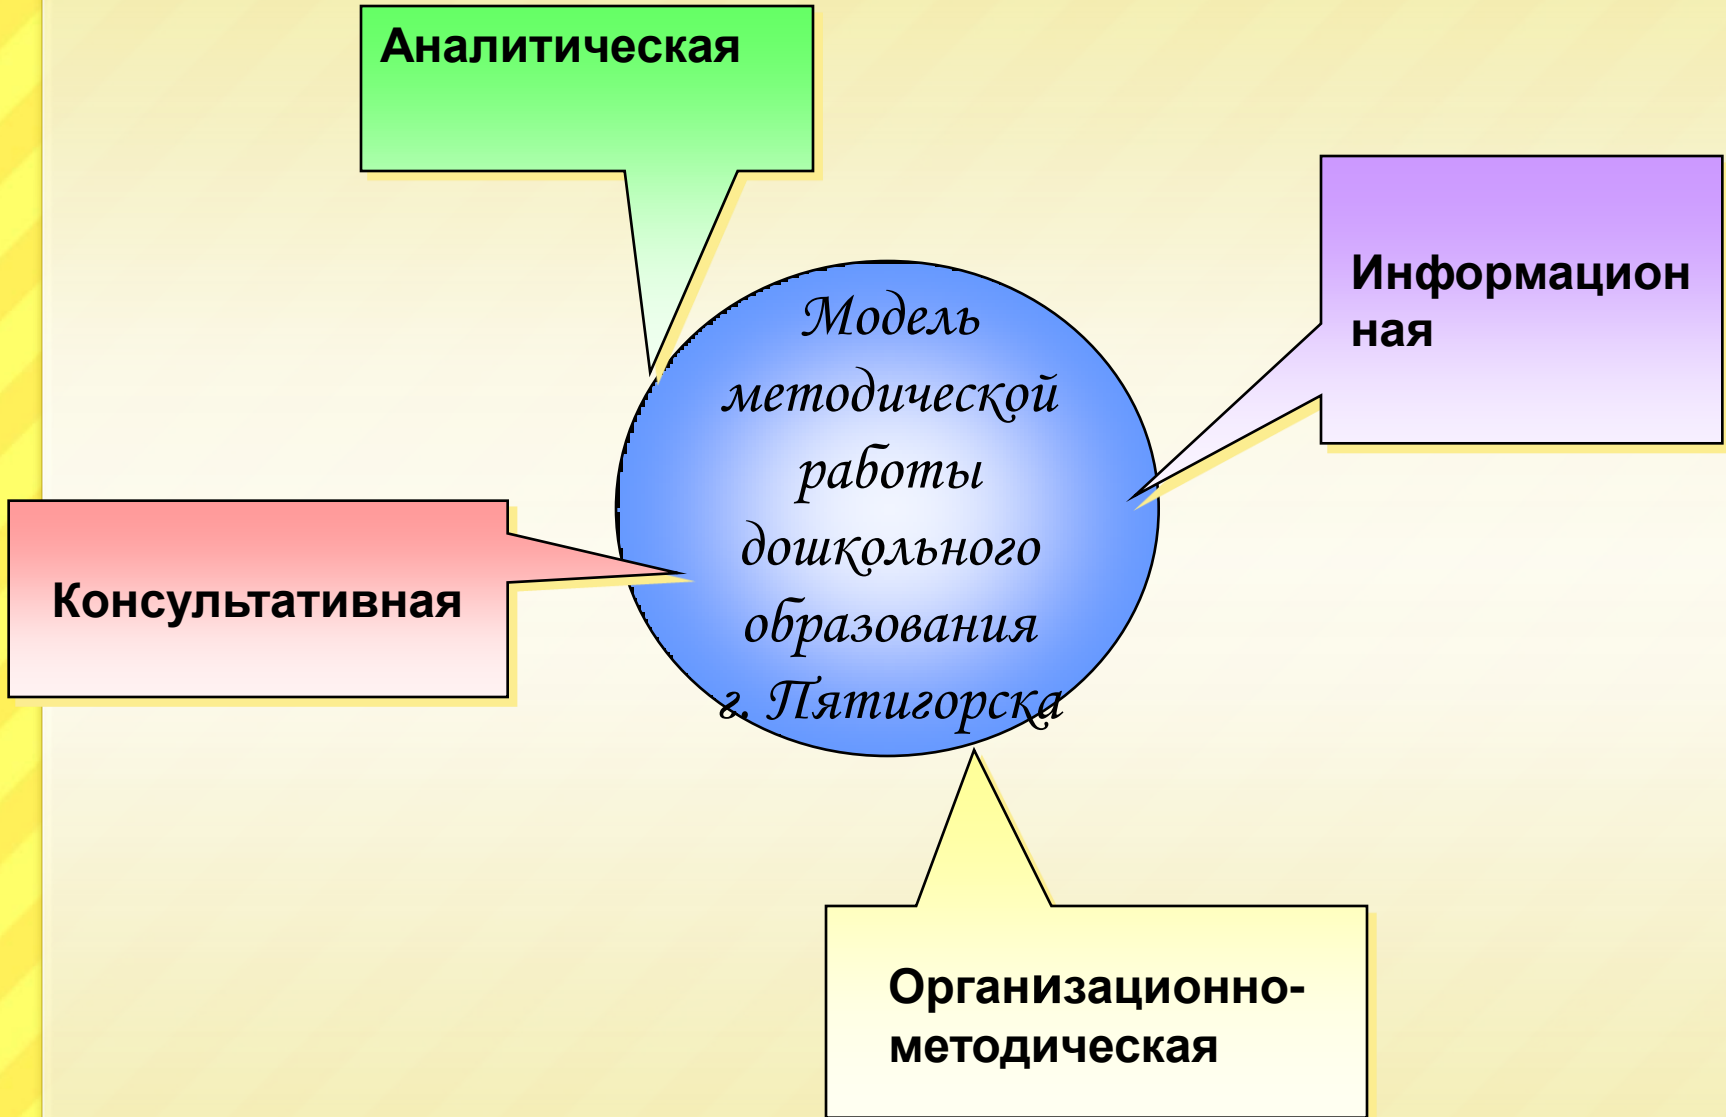 Аналитическая
Информацион
ная
Модель
методической
работы
дошкольного
образования
г. Пятигорска
Консультативная
Организационно-
методическая